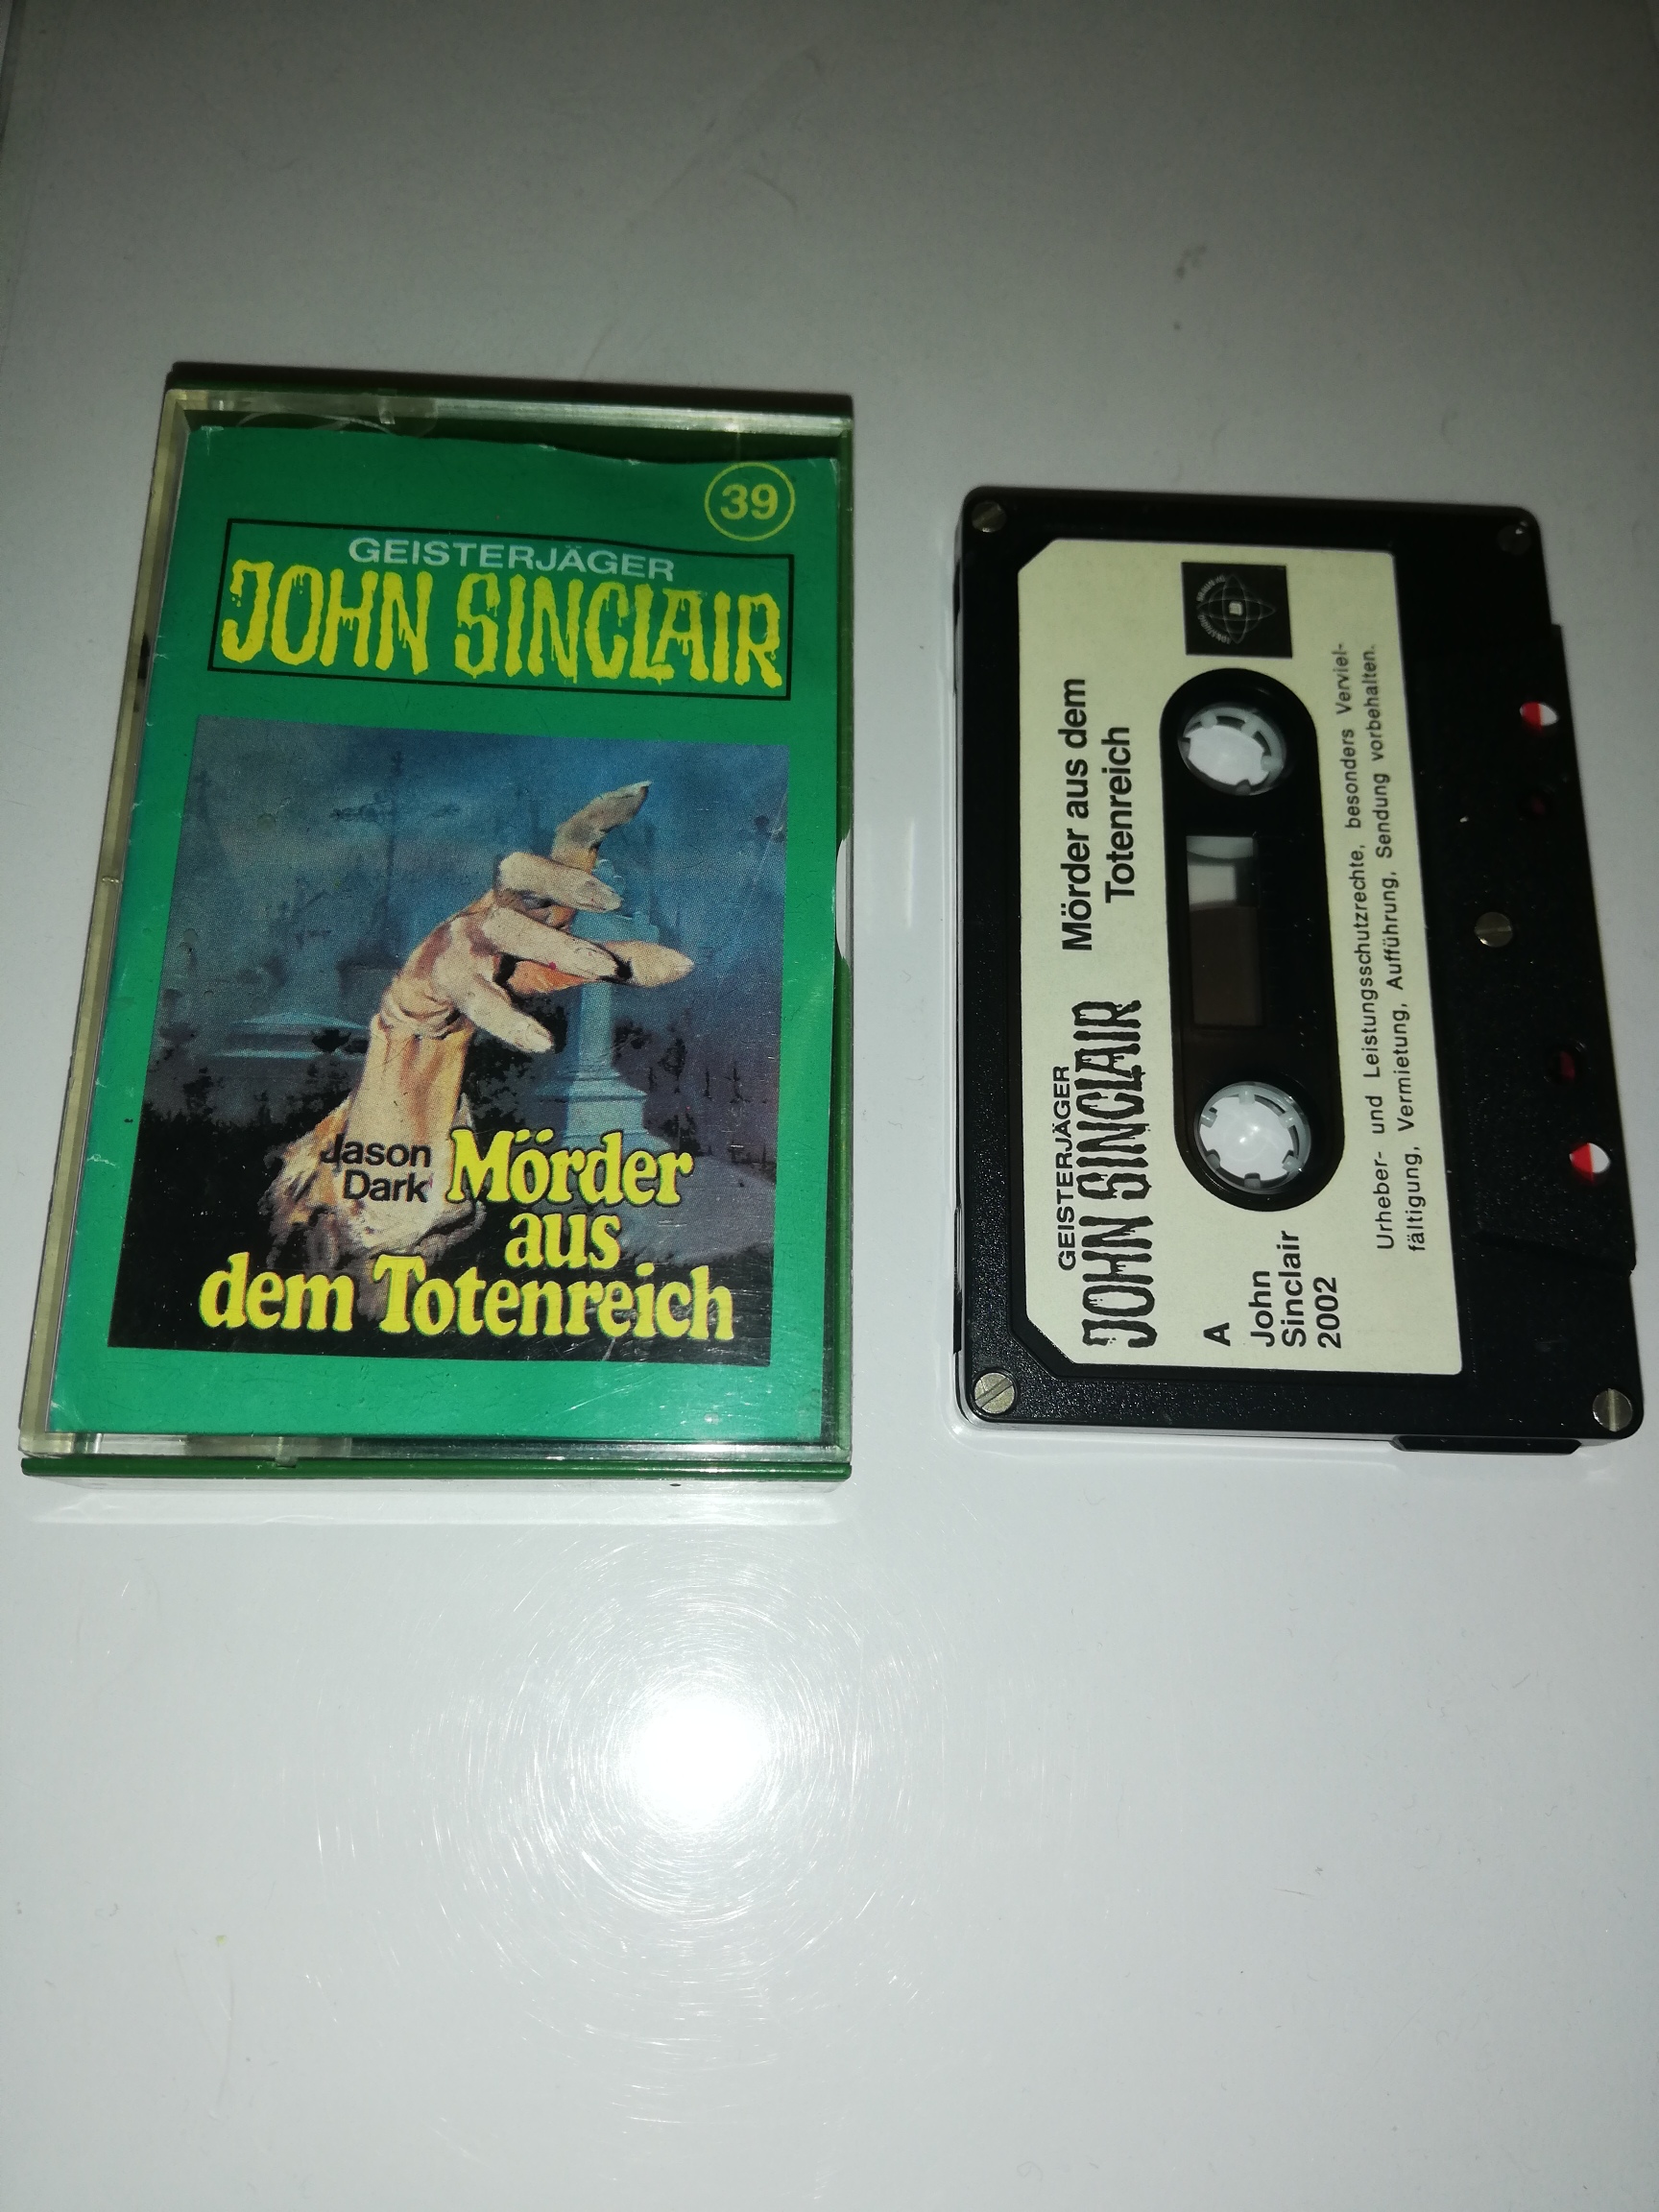 39
GEISTERJÄGER
JOHN SINCLAIR
Jason
Dark
Mörder
aus
dem Totenreich
GEISTERJÄGER
JOHN SINCLAIR
Mörder aus dem
Totenreich
A
John
Sinclair
2002
Urheber- und Leistungsschutzrechte, besonders Verviel-
fältigung, Vermietung, Aufführung, Sendung vorbehalten.